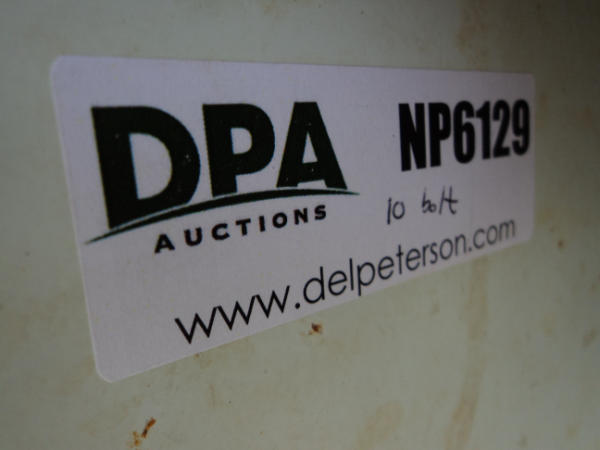 DPA
AUCTIONS
NP6129
10 bolt
www.delpeterson.com